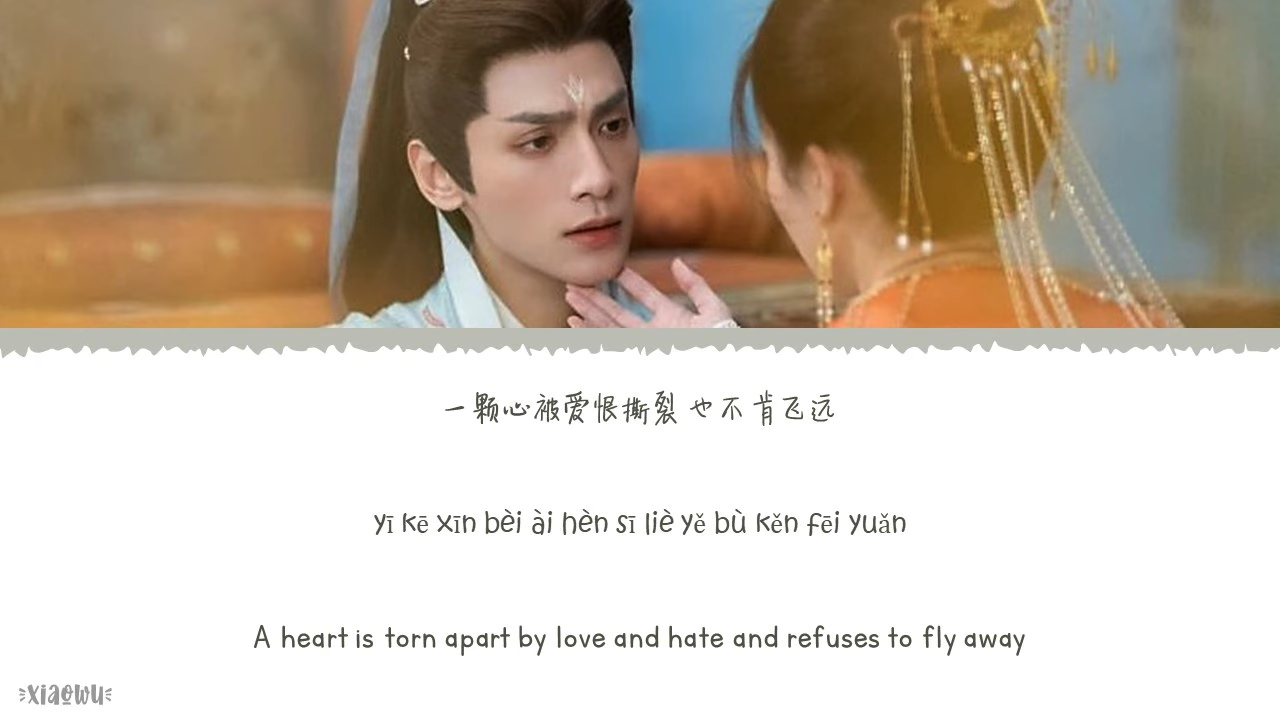 一颗心被爱恨撕裂 也不肯飞远
yī kē xīn bèi ài hèn sī liè yě bù kěn fēi yuǎn
A heart is torn apart by love and hate and refuses to fly away
xiaowu